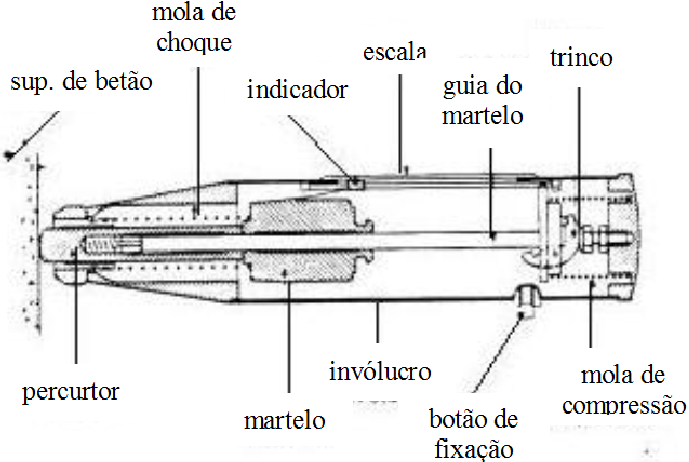 mola de
choque
escala
trinco
sup. de betão
indicador
guia do
martelo
percurtor
martelo
invólucro
botão de
fixação
mola de
compressão